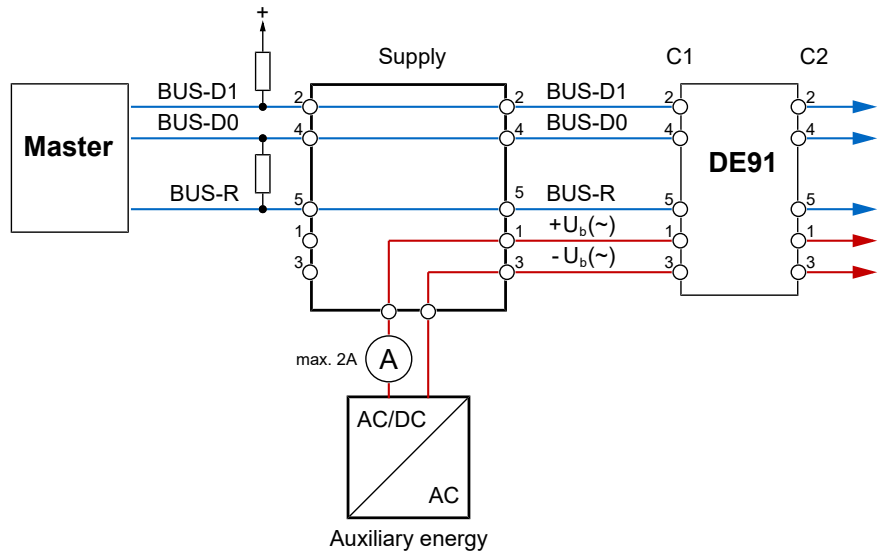 +
Supply
C1
C2
BUS-D1
2
2
BUS-D1
2
2
BUS-D0
4
4
BUS-D0
4
4
Master
DE91
BUS-R
5
5
BUS-R
5
5
1
1
+Ub(~)
1
1
3
3
- Ub(~)
3
3
max. 2A
A
AC/DC
AC
Auxiliary energy